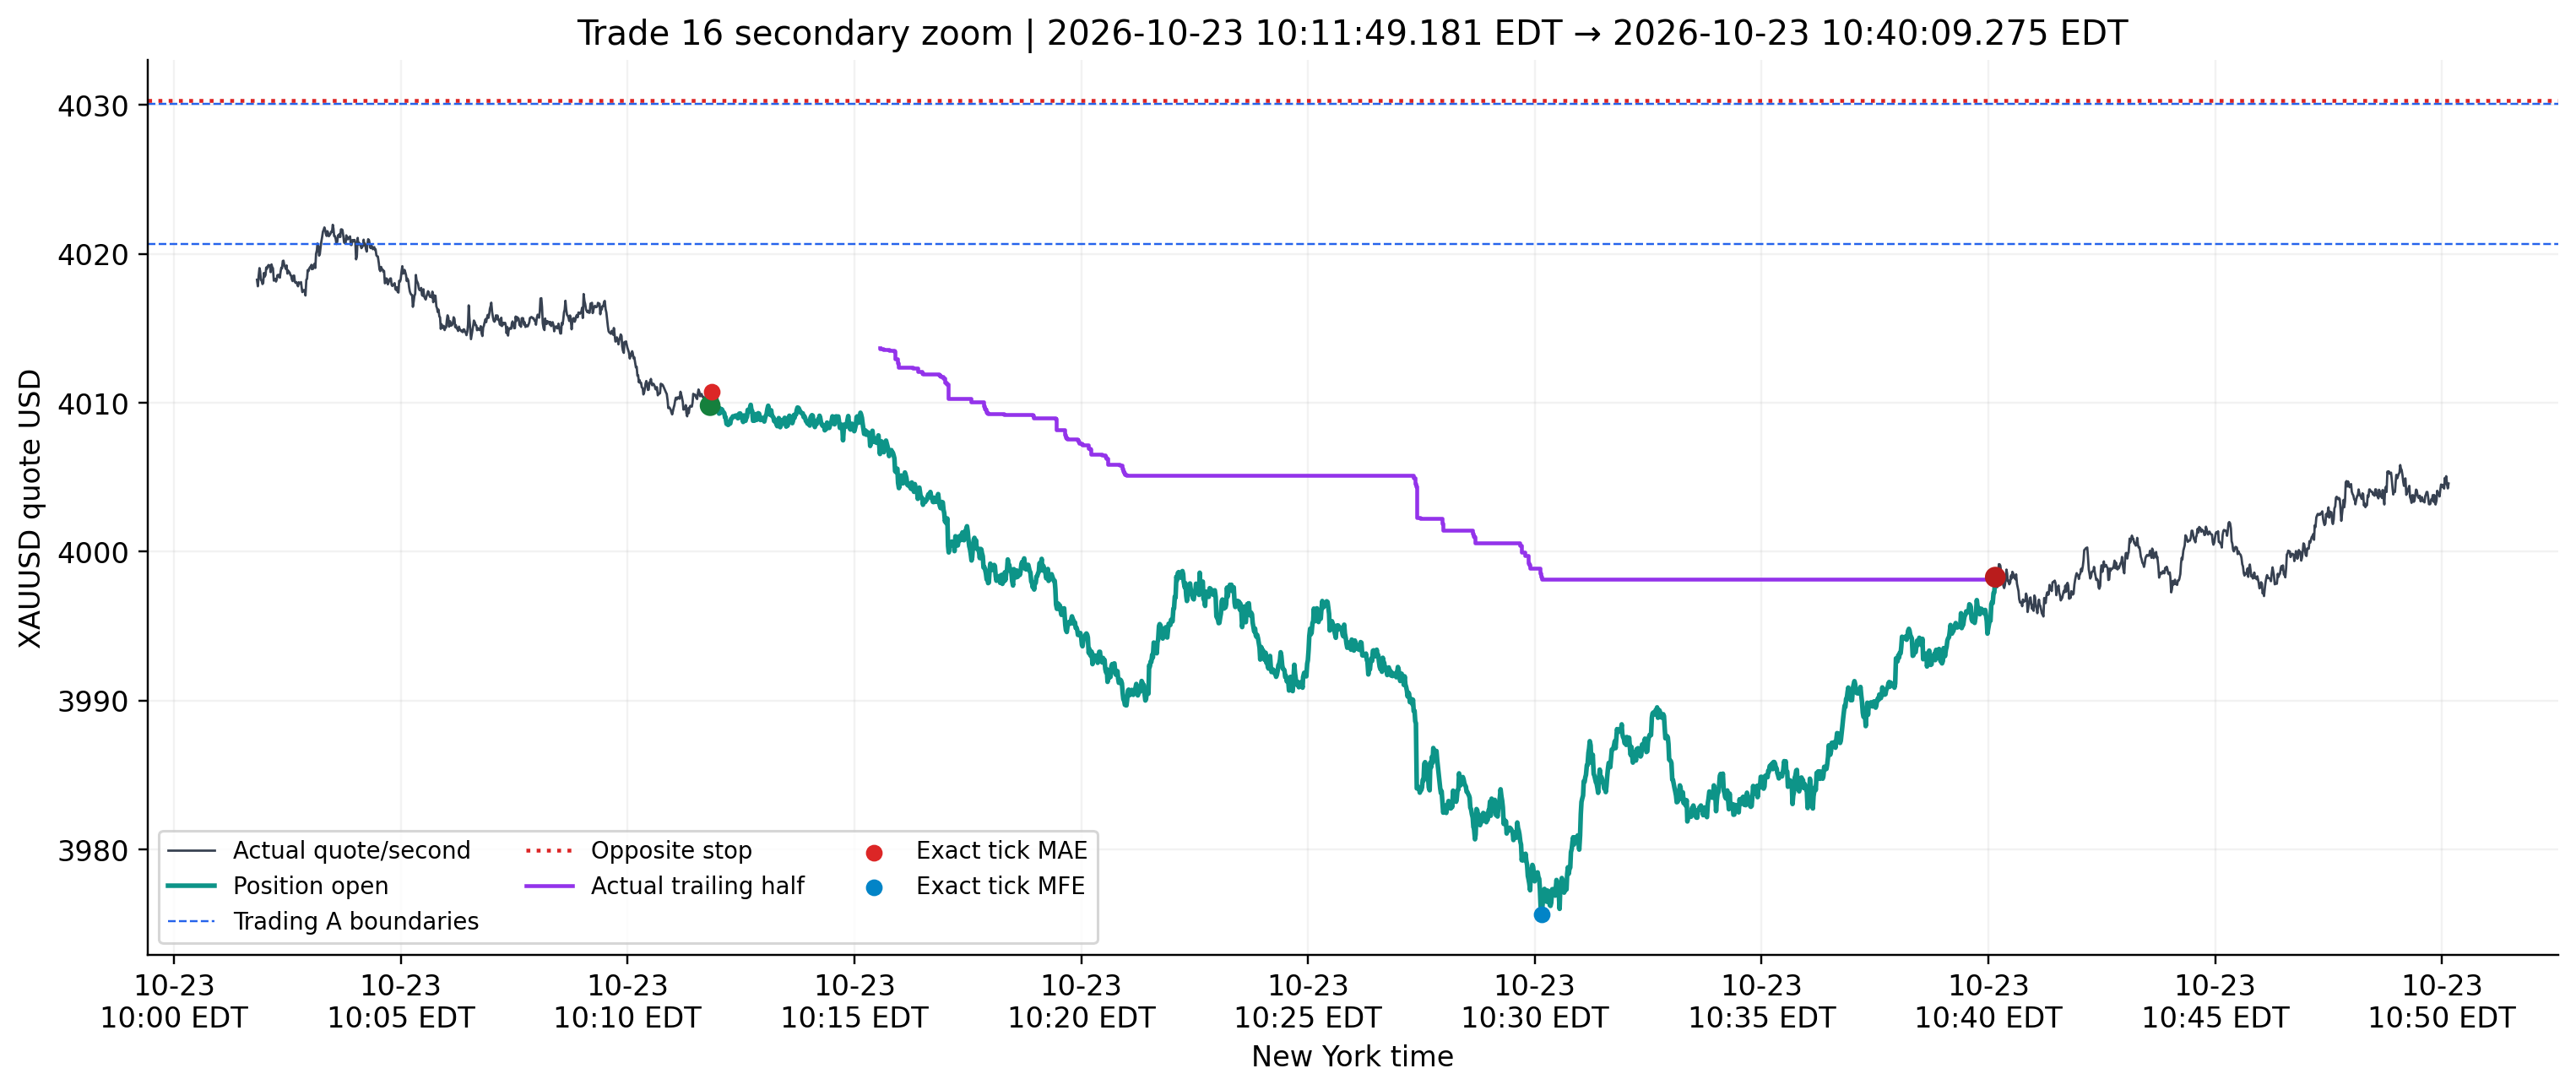 Trade 16 secondary zoom | 2026-10-23 10:11:49.181 EDT → 2026-10-23 10:40:09.275 EDT
XAUUSD quote USD
4030
4020
4010
4000
3990
3980
Actual quote/second
Position open
Trading A boundaries
Opposite stop
Actual trailing half
Exact tick MAE
Exact tick MFE
10-23
10:00 EDT
10-23
10:05 EDT
10-23
10:10 EDT
10-23
10:15 EDT
10-23
10:20 EDT
10-23
10:25 EDT
10-23
10:30 EDT
10-23
10:35 EDT
10-23
10:40 EDT
10-23
10:45 EDT
10-23
10:50 EDT
New York time